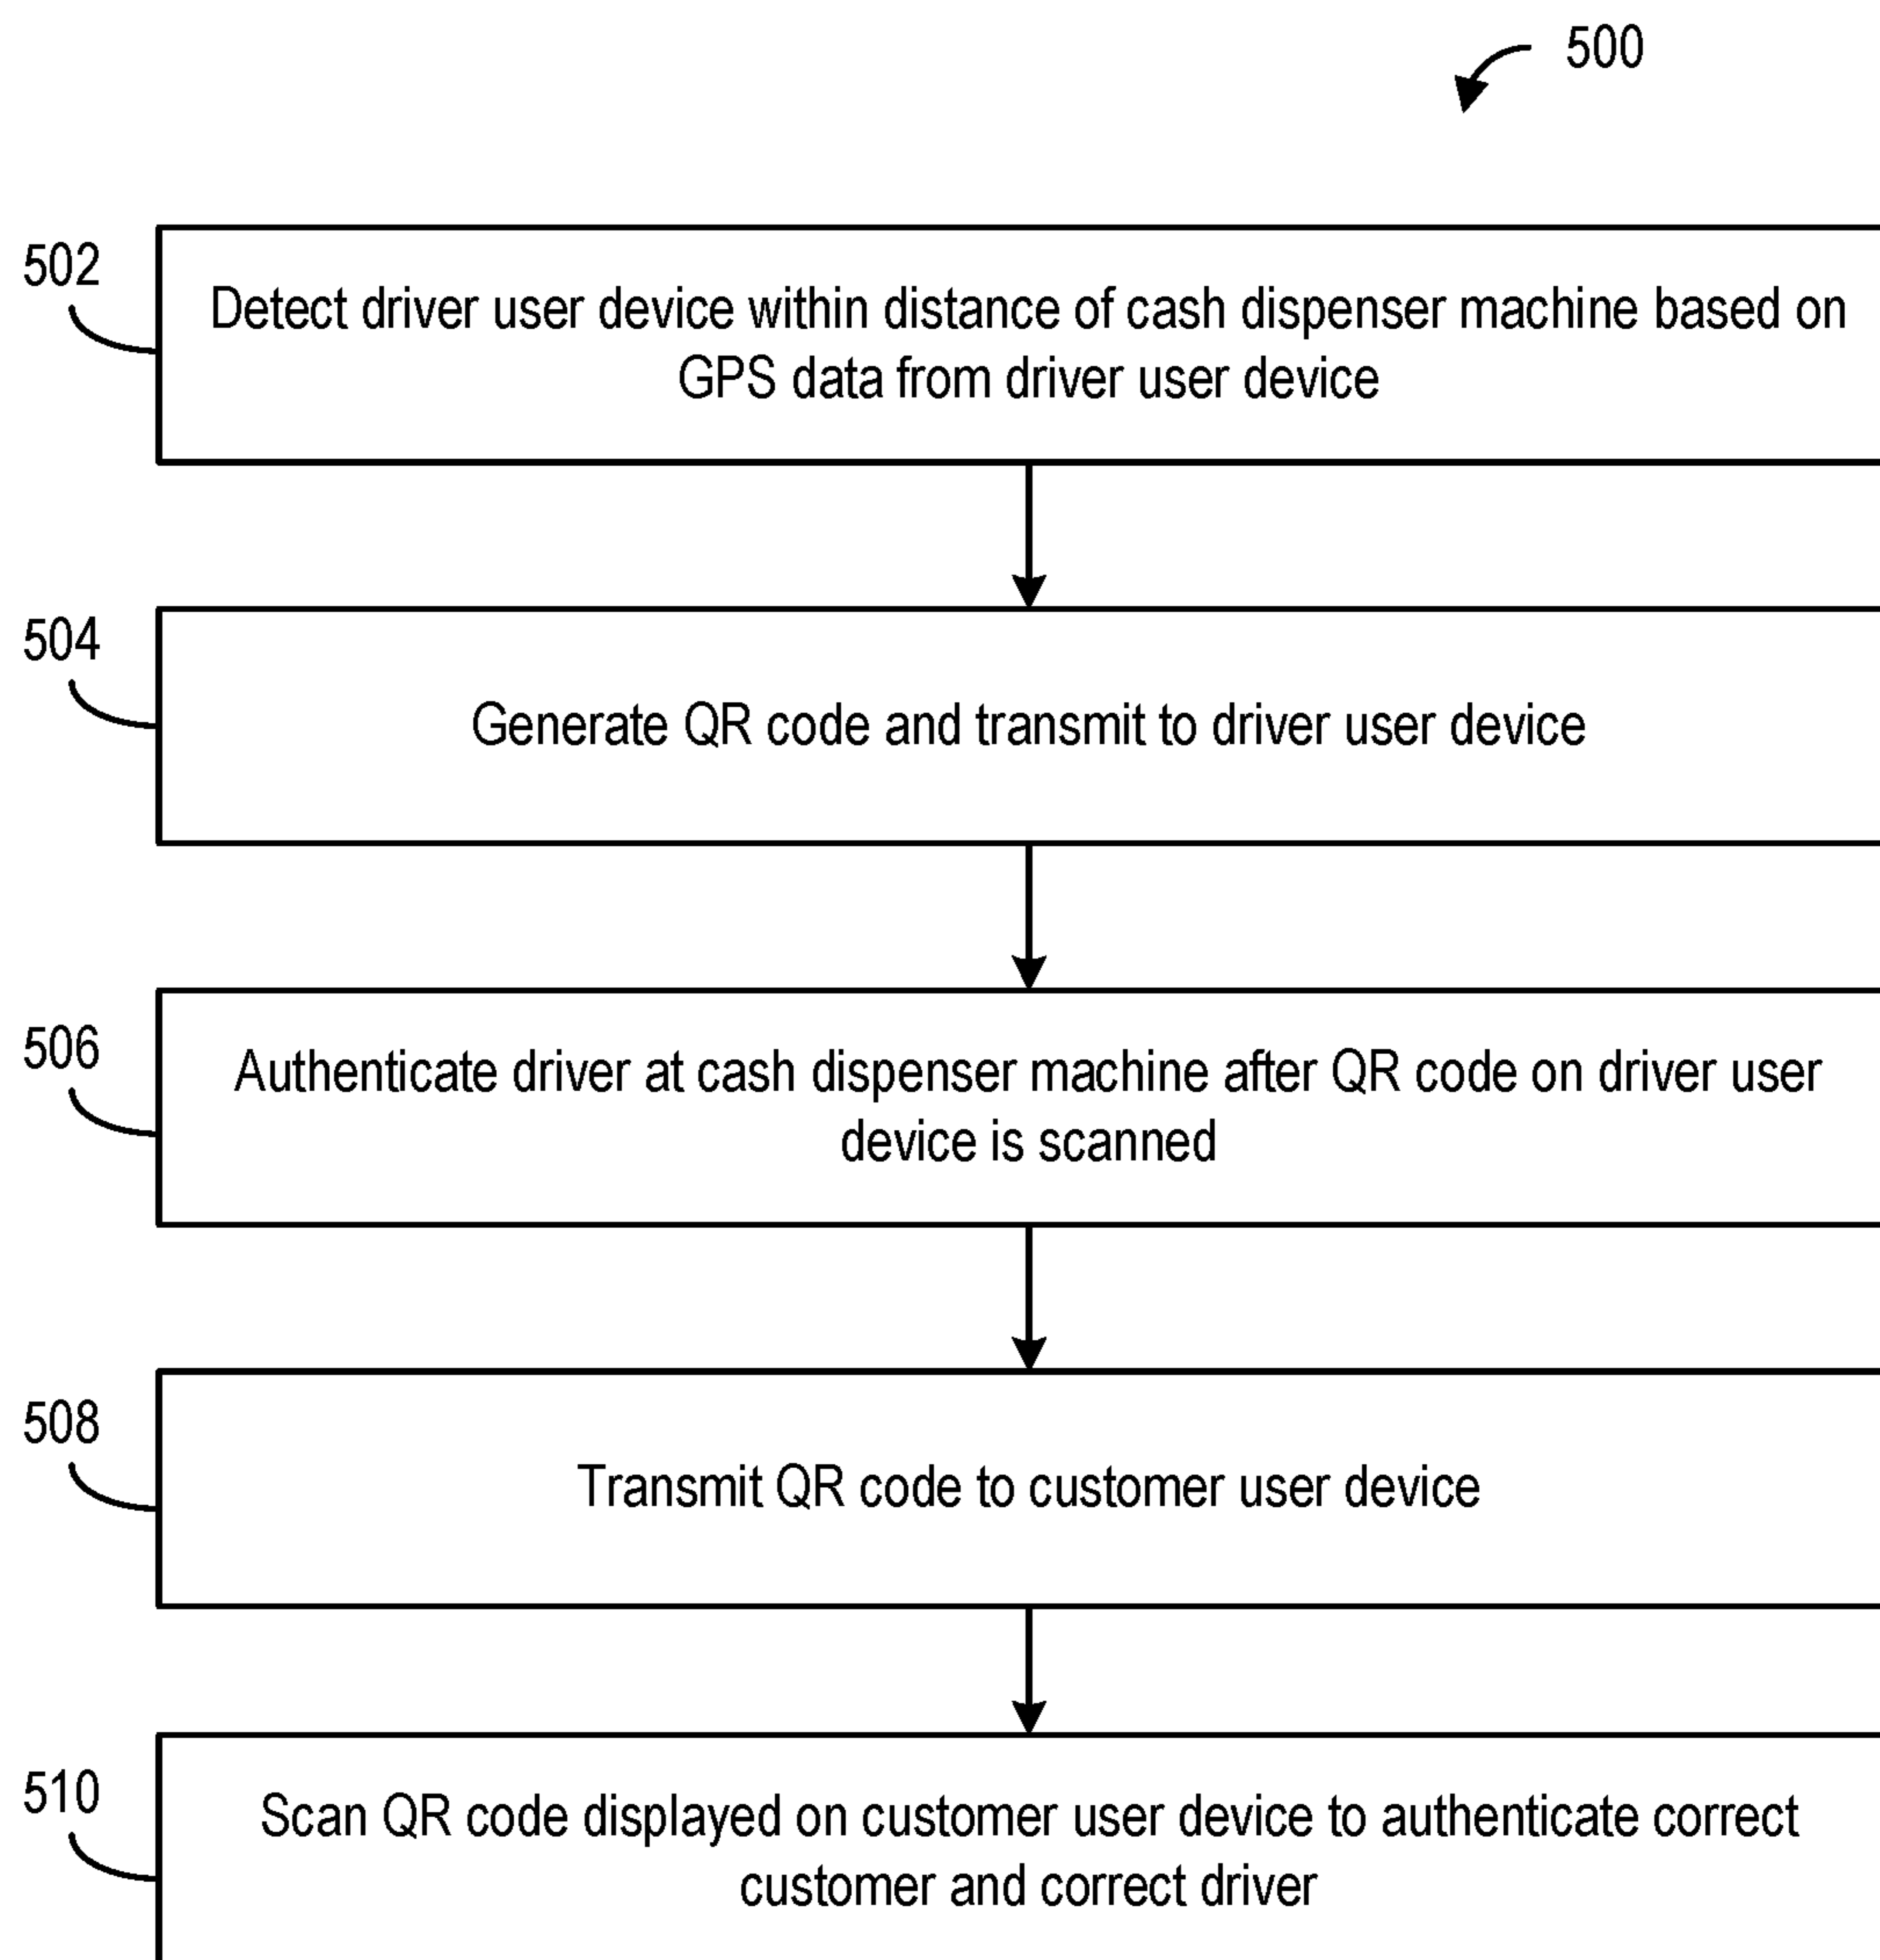 500
502
Detect driver user device within distance of cash dispenser machine based on
GPS data from driver user device
504
Generate QR code and transmit to driver user device
506
Authenticate driver at cash dispenser machine after QR code on driver user
device is scanned
508
Transmit QR code to customer user device
510
Scan QR code displayed on customer user device to authenticate correct
customer and correct driver